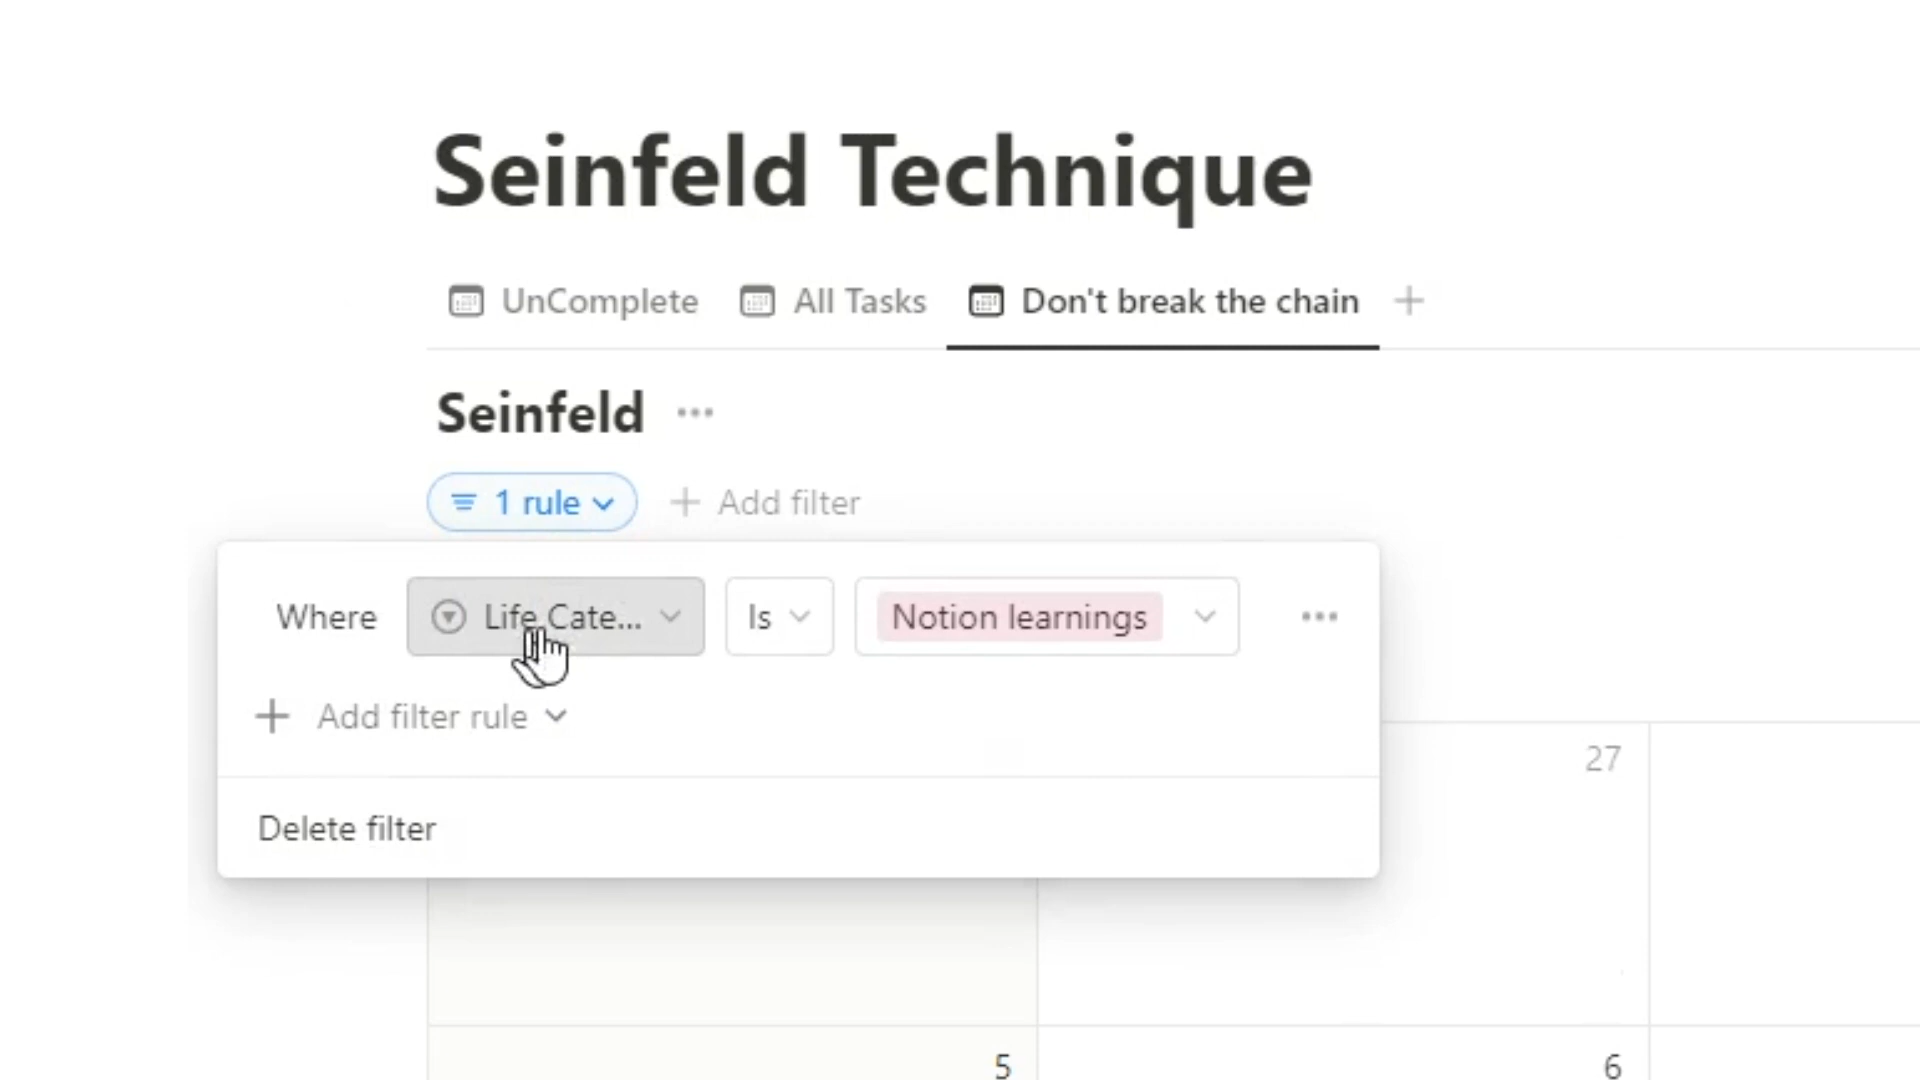 Seinfeld Technique
UnComplete All Tasks Don't break the chain
Seinfeld ...
1 rule Add filter
Where Life Cate... Is Notion learnings ...
Add filter rule
27
Delete filter
5 6